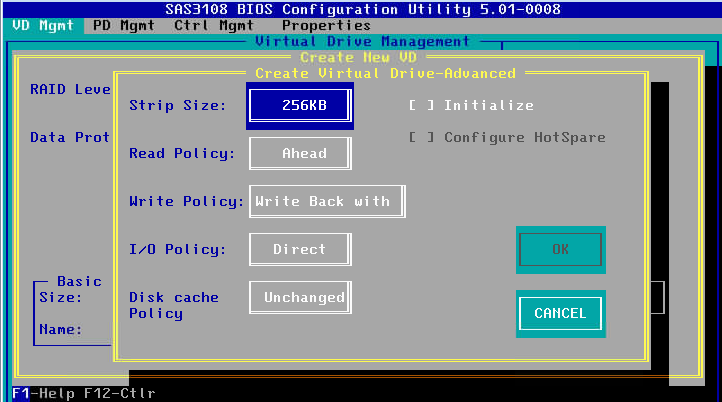 SAS3108 BIOS Configuration Utility 5.01-0008
VD Mgmt PD Mgmt Ctrl Mgmt Properties
Virtual Drive Management
Create New VD
Create Virtual Drive-Advanced
RAID Leve
Strip Size: 256KB [ ] Initialize
Data Prot
[ ] Configure HotSpare
Read Policy: Ahead
Write Policy: Write Back with
I/O Policy: Direct OK
Basic
Size:
Disk cache Unchanged
Policy
CANCEL
Name:
F1-Help F12-Ctlr